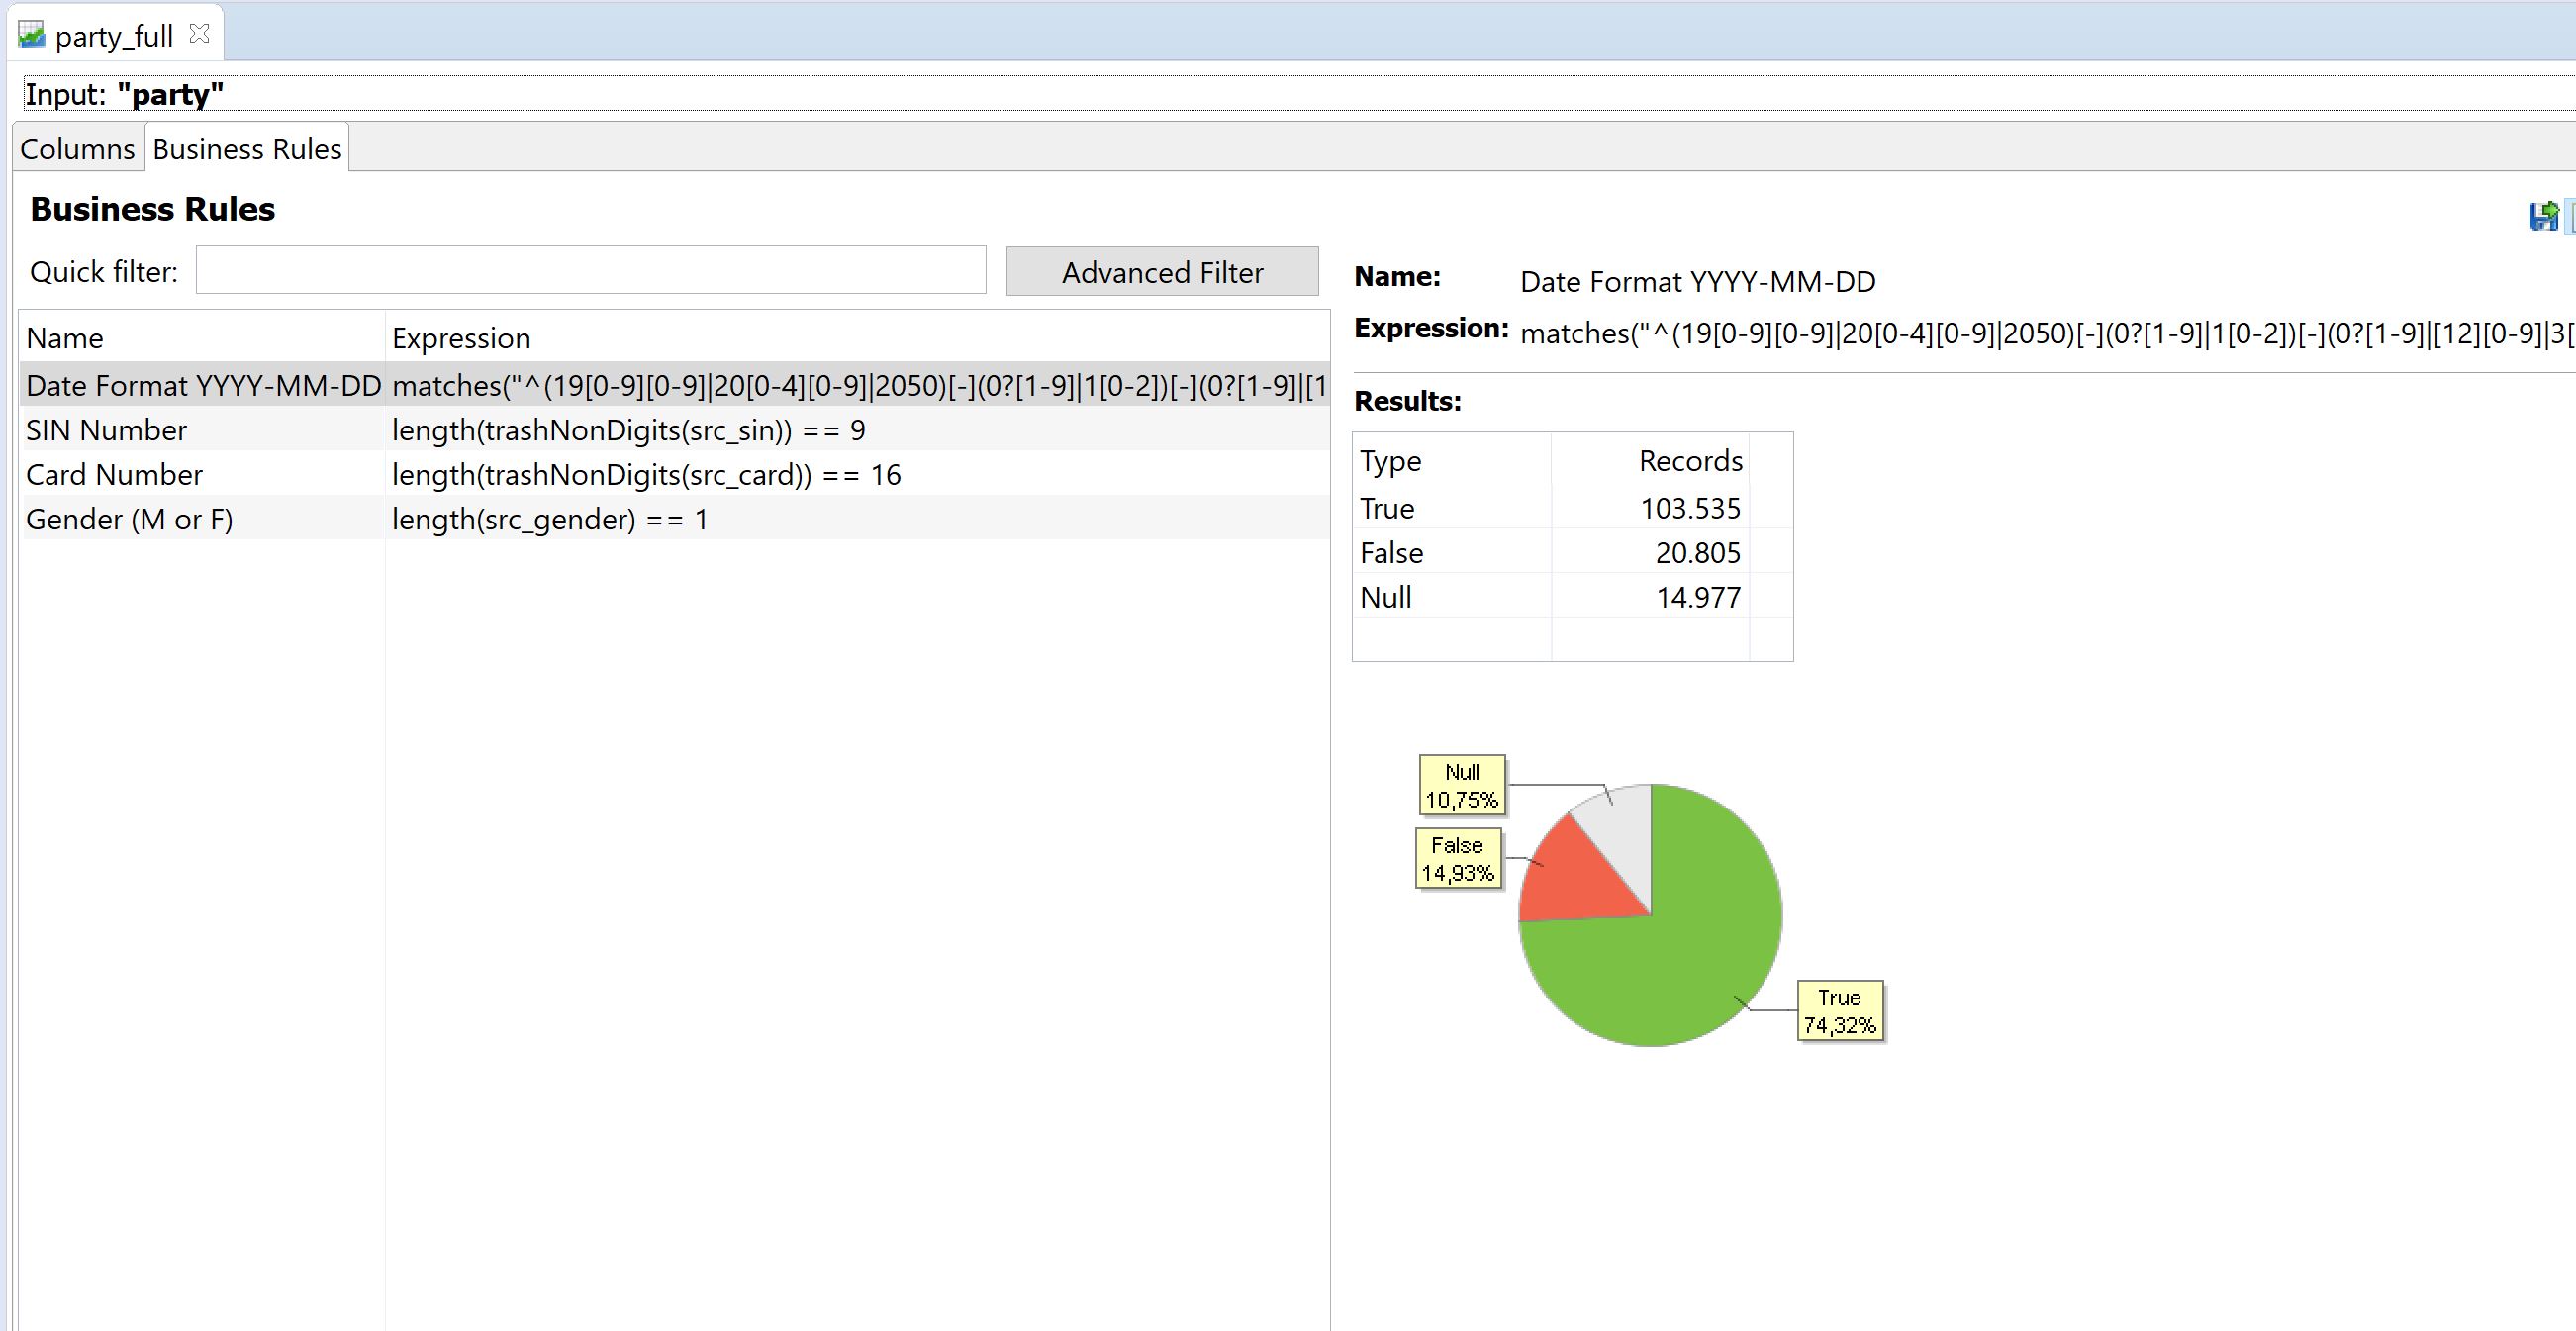 party_full
Input: "party"
Columns Business Rules
Business Rules
Quick filter: Advanced Filter
Name Expression
Date Format YYYY-MM-DD matches("^(19[0-9][0-9]|20[0-4][0-9]|2050)[-](0?[1-9]|1[0-2])[-](0?[1-9]|[1
SIN Number length(trashNonDigits(src_sin)) == 9
Card Number length(trashNonDigits(src_card)) == 16
Gender (M or F) length(src_gender) == 1
Name: Date Format YYYY-MM-DD
Expression: matches("^(19[0-9][0-9]|20[0-4][0-9]|2050)[-](0?[1-9]|1[0-2])[-](0?[1-9]|[12][0-9]|3[
Results:
Type Records
True 103.535
False 20.805
Null 14.977
Null
10,75%
False
14,93%
True
74,32%